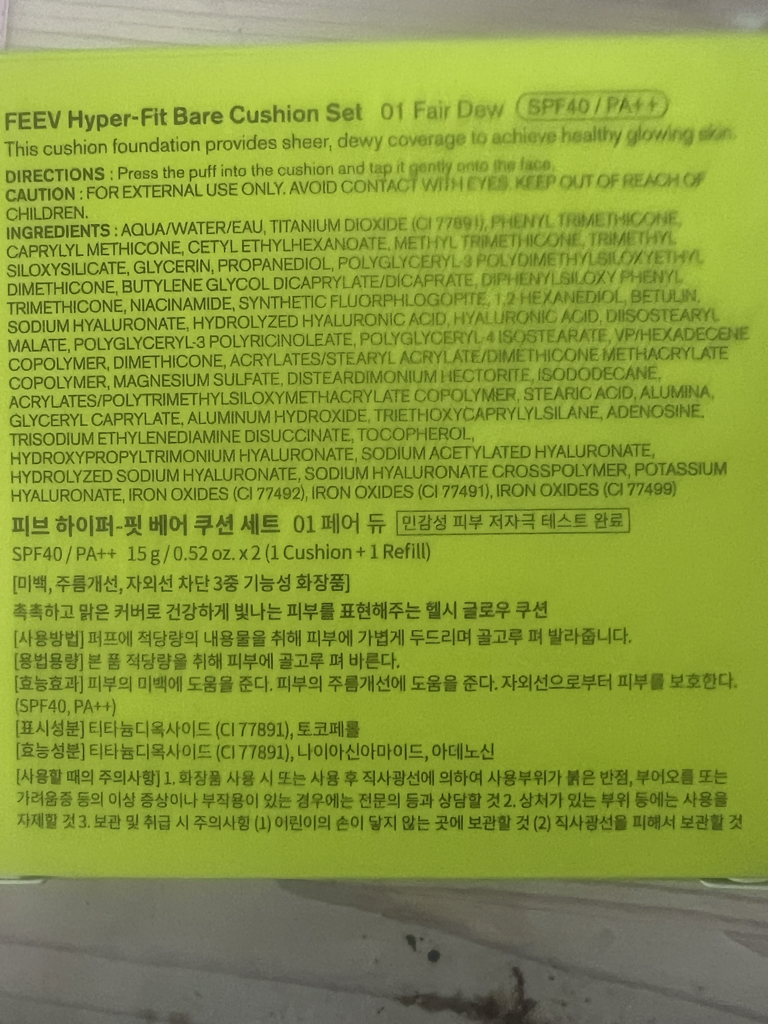 FEEV Hyper-Fit Bare Cushion Set 01 Fair Dew SPF40 / PA++
This cushion foundation provides sheer, dewy coverage to achieve healthy glowing skin.
DIRECTIONS : Press the puff into the cushion and tap it gently onto the face.
CAUTION : FOR EXTERNAL USE ONLY. AVOID CONTACT WITH EYES. KEEP OUT OF REACH OF
CHILDREN.
INGREDIENTS : AQUA/WATER/EAU, TITANIUM DIOXIDE (CI 77891), PHENYL TRIMETHICONE,
CAPRYLYL METHICONE, CETYL ETHYLHEXANOATE, METHYL TRIMETHICONE, TRIMETHYL
SILOXYSILICATE, GLYCERIN, PROPANEDIOL, POLYGLYCERYL-3 POLYDIMETHYLSILOXYETHYL
DIMETHICONE, BUTYLENE GLYCOL DICAPRYLATE/DICAPRATE, DIPHENYLSILOXY PHENYL
TRIMETHICONE, NIACINAMIDE, SYNTHETIC FLUORPHLOGOPITE, 1,2 HEXANEDIOL, BETULIN,
SODIUM HYALURONATE, HYDROLYZED HYALURONIC ACID, HYALURONIC ACID, DIISOSTEARYL
MALATE, POLYGLYCERYL-3 POLYRICINOLEATE, POLYGLYCERYL-4 ISOSTEARATE, VP/HEXADECENE
COPOLYMER, DIMETHICONE, ACRYLATES/STEARYL ACRYLATE/DIMETHICONE METHACRYLATE
COPOLYMER, MAGNESIUM SULFATE, DISTEARDIMONIUM HECTORITE, ISODODECANE,
ACRYLATES/POLYTRIMETHYLSILOXYMETHACRYLATE COPOLYMER, STEARIC ACID, ALUMINA,
GLYCERYL CAPRYLATE, ALUMINUM HYDROXIDE, TRIETHOXYCAPRYLYLSILANE, ADENOSINE,
TRISODIUM ETHYLENEDIAMINE DISUCCINATE, TOCOPHEROL,
HYDROXYPROPYLTRIMONIUM HYALURONATE, SODIUM ACETYLATED HYALURONATE,
HYDROLYZED SODIUM HYALURONATE, SODIUM HYALURONATE CROSSPOLYMER, POTASSIUM
HYALURONATE, IRON OXIDES (CI 77492), IRON OXIDES (CI 77491), IRON OXIDES (CI 77499)
피브 하이퍼-핏 베어 쿠션 세트 01 페어 듀 민감성 피부 저자극 테스트 완료
SPF40 / PA++ 15 g / 0.52 oz. x 2 (1 Cushion + 1 Refill)
[미백, 주름개선, 자외선 차단 3중 기능성 화장품]
촉촉하고 맑은 커버로 건강하게 빛나는 피부를 표현해주는 헬시 글로우 쿠션
[사용방법] 퍼프에 적당량의 내용물을 취해 피부에 가볍게 두드리며 골고루 펴 발라줍니다.
[용법용량] 본 품 적당량을 취해 피부에 골고루 펴 바른다.
[효능효과] 피부의 미백에 도움을 준다. 피부의 주름개선에 도움을 준다. 자외선으로부터 피부를 보호한다.
(SPF40, PA++)
[표시성분] 티타늄디옥사이드 (CI 77891), 토코페롤
[효능성분] 티타늄디옥사이드 (CI 77891), 나이아신아마이드, 아데노신
[사용할 때의 주의사항] 1. 화장품 사용 시 또는 사용 후 직사광선에 의하여 사용부위가 붉은 반점, 부어오름 또는
가려움증 등의 이상 증상이나 부작용이 있는 경우에는 전문의 등과 상담할 것 2. 상처가 있는 부위 등에는 사용을
자제할 것 3. 보관 및 취급 시 주의사항 (1) 어린이의 손이 닿지 않는 곳에 보관할 것 (2) 직사광선을 피해서 보관할 것